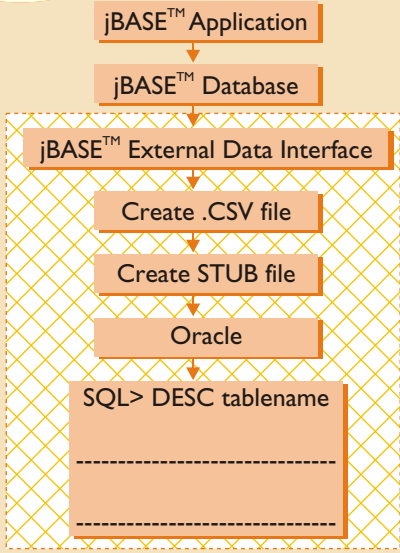 jBASE™ Application
jBASE™ Database
jBASE™ External Data Interface
Create .CSV file
Create STUB file
Oracle
SQL> DESC tablename
-------------------------------
-------------------------------